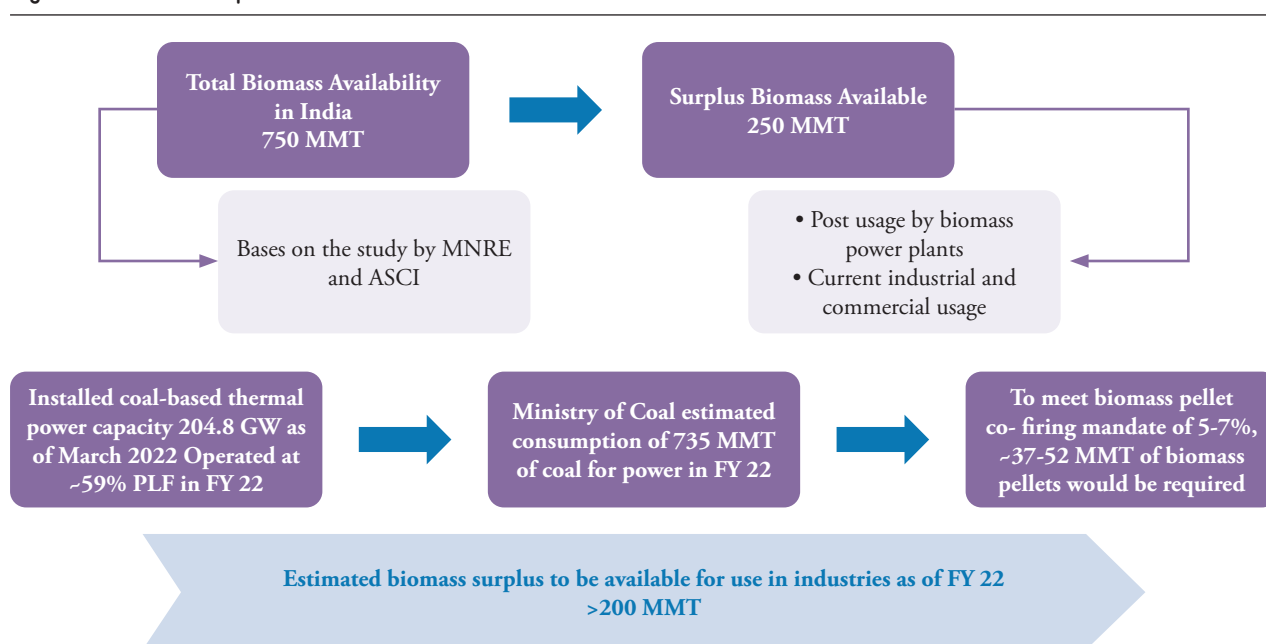 Total Biomass Availability
in India
750 MMT
Surplus Biomass Available
250 MMT
Bases on the study by MNRE
and ASCI
• Post usage by biomass
power plants
• Current industrial and
commercial usage
Installed coal-based thermal
power capacity 204.8 GW as
of March 2022 Operated at
~59% PLF in FY 22
Ministry of Coal estimated
consumption of 735 MMT
of coal for power in FY 22
To meet biomass pellet
co- firing mandate of 5-7%,
~37-52 MMT of biomass
pellets would be required
Estimated biomass surplus to be available for use in industries as of FY 22
>200 MMT